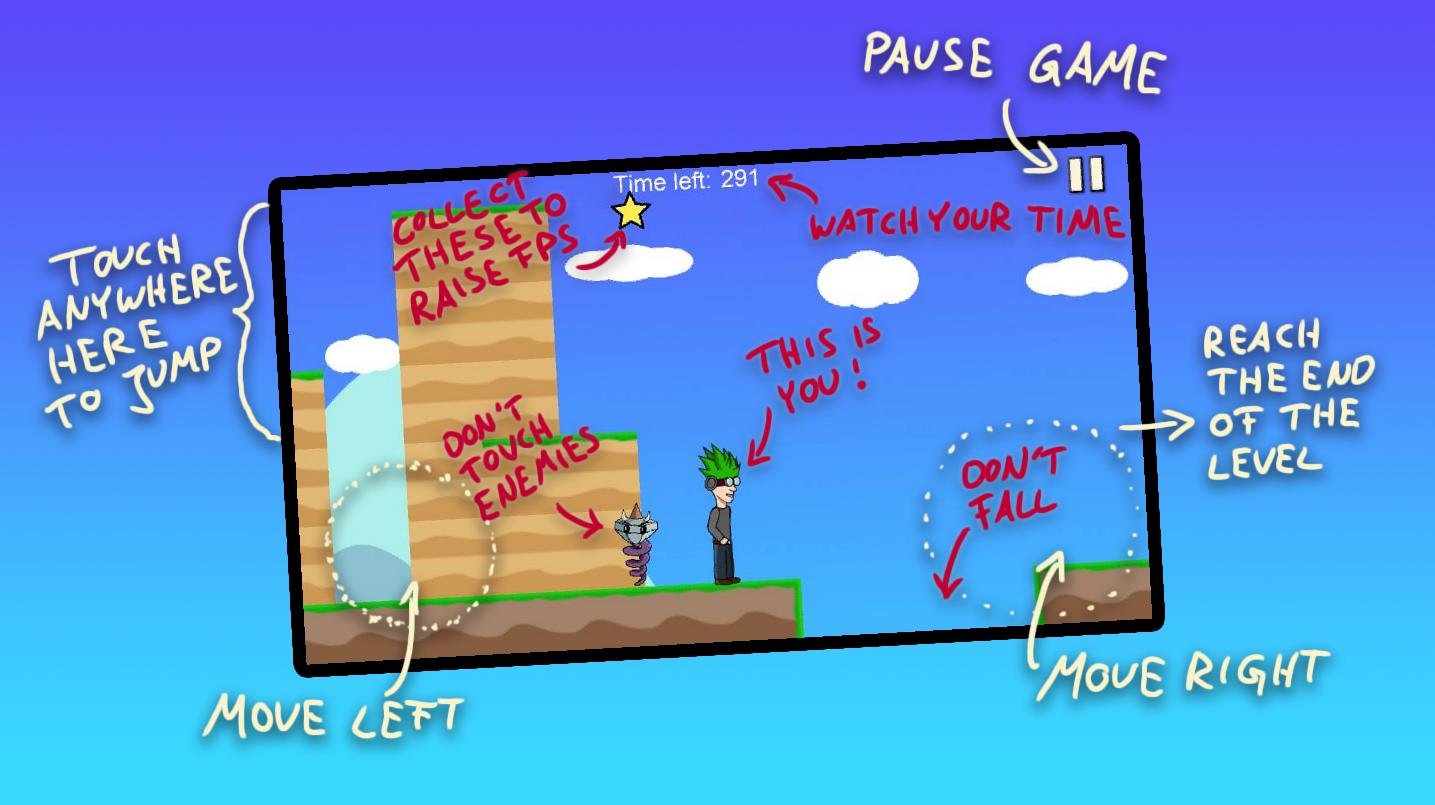 PAUSE GAME
Time left: 291
COLLECT
THESE TO
RAISE FPS
WATCH YOUR TIME
TOUCH
ANYWHERE
HERE
TO JUMP
THIS IS
YOU!
REACH
THE END
OF THE
LEVEL
DON'T
TOUCH
ENEMIES
DON'T
FALL
MOVE LEFT
MOVE RIGHT